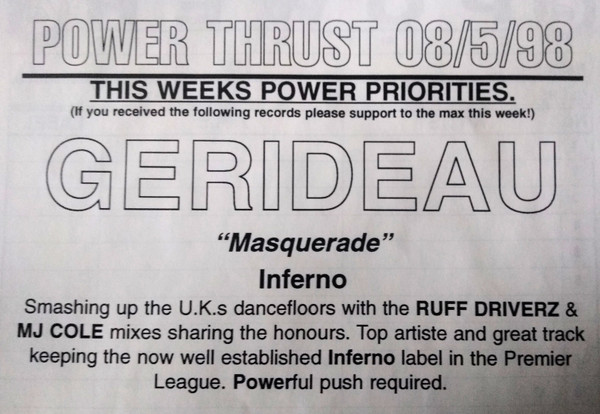 POWER THRUST 08/5/98
THIS WEEKS POWER PRIORITIES.
(If you received the following records please support to the max this week!)
GERIDEAU
“Masquerade”
Inferno
Smashing up the U.K.s dancefloors with the RUFF DRIVERZ &
MJ COLE mixes sharing the honours. Top artiste and great track
keeping the now well established Inferno label in the Premier
League. Powerful push required.